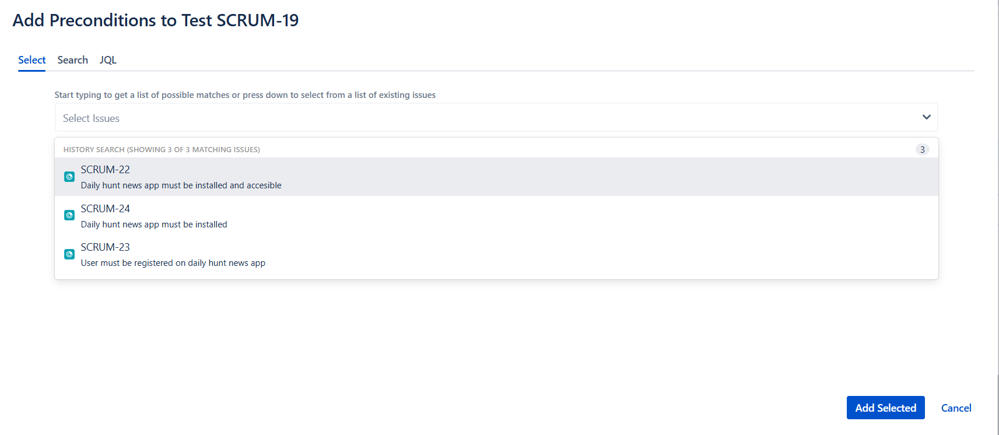 Add Preconditions to Test SCRUM-19
Select Search JQL
Start typing to get a list of possible matches or press down to select from a list of existing issues
Select Issues
HISTORY SEARCH (SHOWING 3 OF 3 MATCHING ISSUES) 3
SCRUM-22
Daily hunt news app must be installed and accesible
SCRUM-24
Daily hunt news app must be installed
SCRUM-23
User must be registered on daily hunt news app
Add Selected Cancel